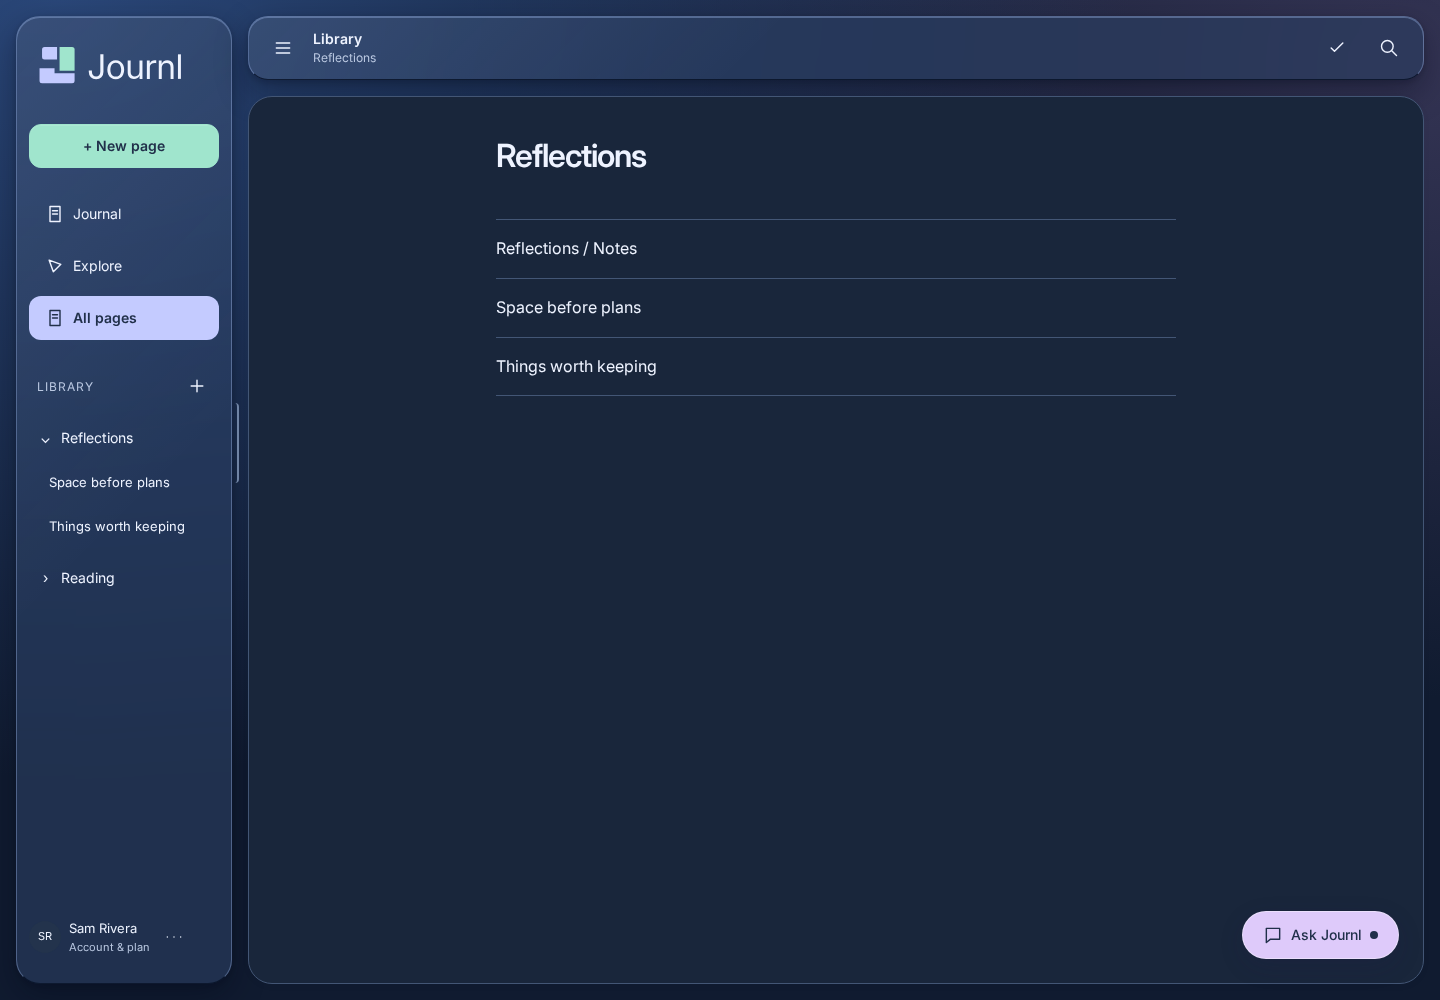 Journl
+ New page
Journal
Explore
All pages
LIBRARY
Reflections
Space before plans
Things worth keeping
Reading
SR
Sam Rivera
Account & plan
...
Library
Reflections
Reflections
Reflections / Notes
Space before plans
Things worth keeping
Ask Journl